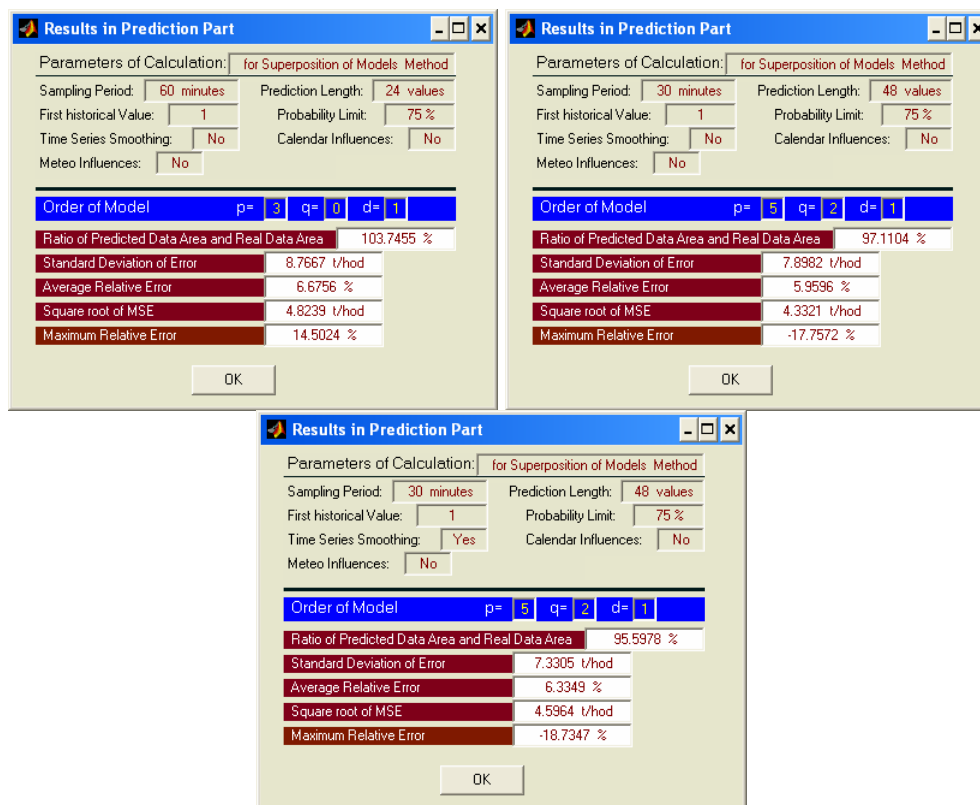 Results in Prediction Part
Parameters of Calculation: for Superposition of Models Method
Sampling Period: 60 minutes Prediction Length: 24 values
First historical Value: 1 Probability Limit: 75 %
Time Series Smoothing: No Calendar Influences: No
Meteo Influences: No
Order of Model p= 3 q= 0 d= 1
Ratio of Predicted Data Area and Real Data Area 103.7455 %
Standard Deviation of Error 8.7667 t/hod
Average Relative Error 6.6756 %
Square root of MSE 4.8239 t/hod
Maximum Relative Error 14.5024 %
OK
Results in Prediction Part
Parameters of Calculation: for Superposition of Models Method
Sampling Period: 30 minutes Prediction Length: 48 values
First historical Value: 1 Probability Limit: 75 %
Time Series Smoothing: No Calendar Influences: No
Meteo Influences: No
Order of Model p= 5 q= 2 d= 1
Ratio of Predicted Data Area and Real Data Area 97.1104 %
Standard Deviation of Error 7.8982 t/hod
Average Relative Error 5.9596 %
Square root of MSE 4.3321 t/hod
Maximum Relative Error -17.7572 %
OK
Results in Prediction Part
Parameters of Calculation: for Superposition of Models Method
Sampling Period: 30 minutes Prediction Length: 48 values
First historical Value: 1 Probability Limit: 75 %
Time Series Smoothing: Yes Calendar Influences: No
Meteo Influences: No
Order of Model p= 5 q= 2 d= 1
Ratio of Predicted Data Area and Real Data Area 95.5978 %
Standard Deviation of Error 7.3305 t/hod
Average Relative Error 6.3349 %
Square root of MSE 4.5964 t/hod
Maximum Relative Error -18.7347 %
OK